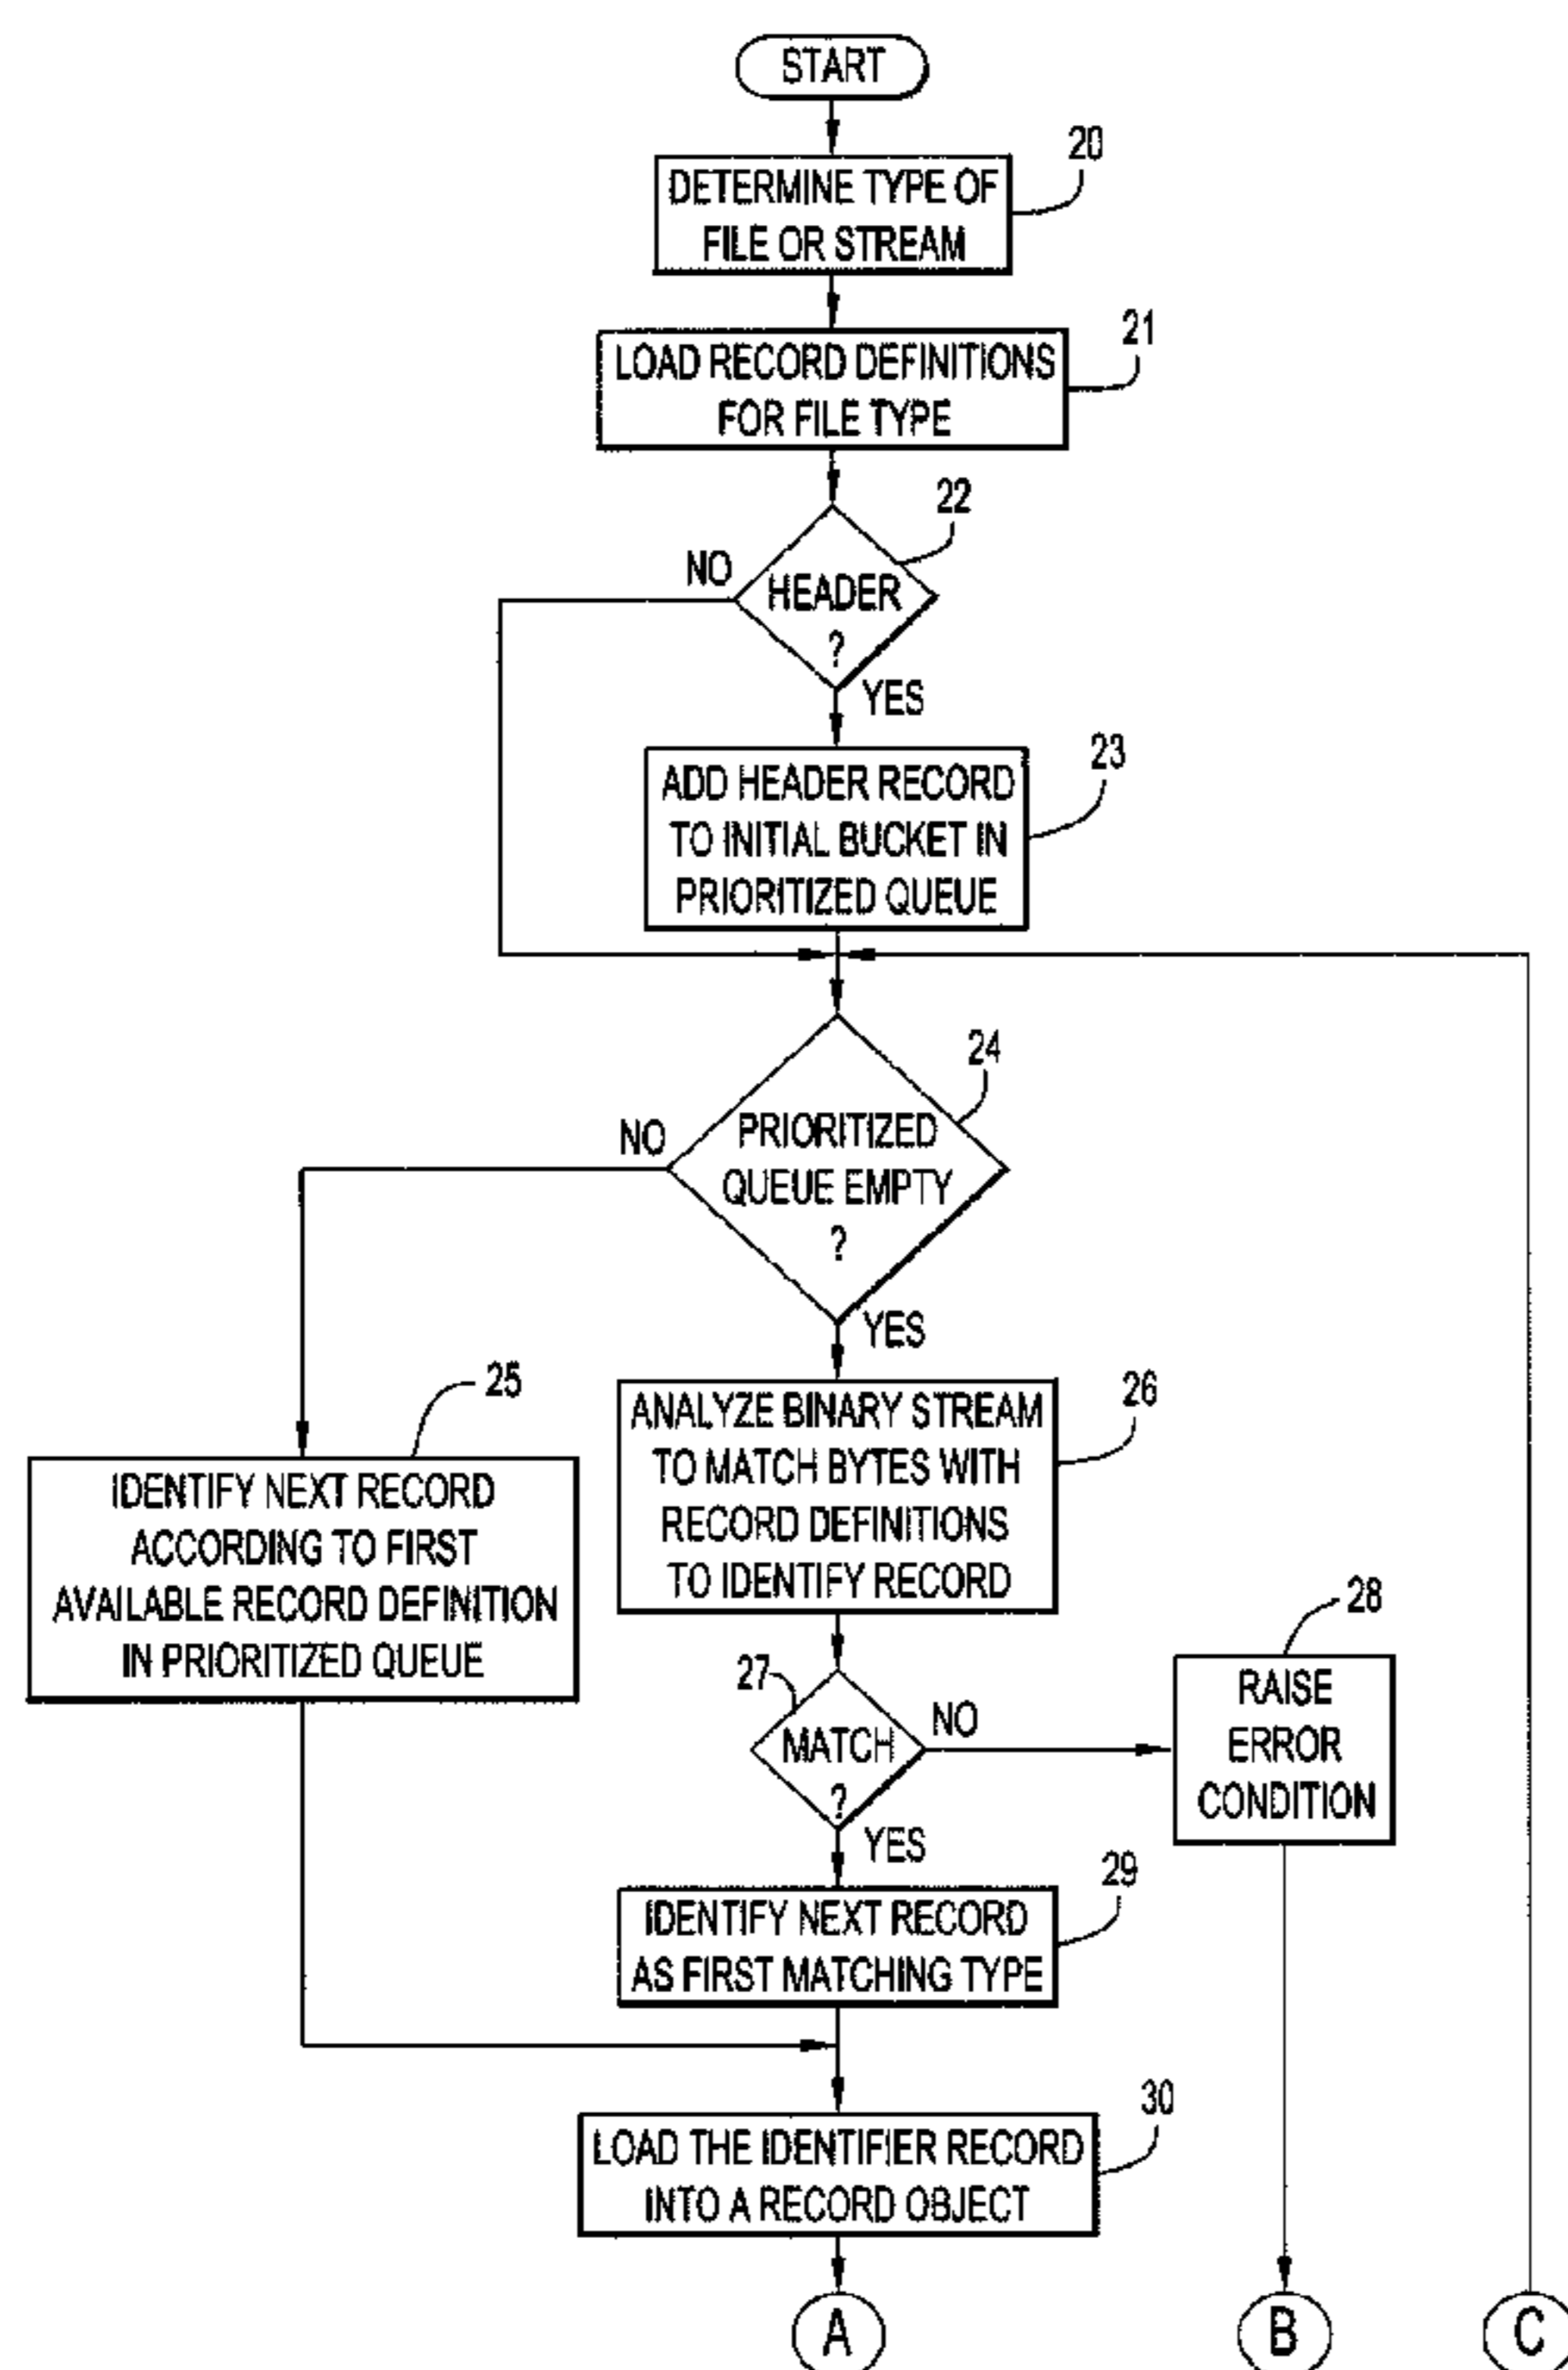 START
20
DETERMINE TYPE OF
FILE OR STREAM
21
LOAD RECORD DEFINITIONS
FOR FILE TYPE
22
NO
HEADER
?
YES
23
ADD HEADER RECORD
TO INITIAL BUCKET IN
PRIORITIZED QUEUE
24
NO
PRIORITIZED
QUEUE EMPTY
?
YES
25
IDENTIFY NEXT RECORD
ACCORDING TO FIRST
AVAILABLE RECORD DEFINITION
IN PRIORITIZED QUEUE
26
ANALYZE BINARY STREAM
TO MATCH BYTES WITH
RECORD DEFINITIONS
TO IDENTIFY RECORD
27
MATCH
?
NO
YES
28
RAISE
ERROR
CONDITION
29
IDENTIFY NEXT RECORD
AS FIRST MATCHING TYPE
30
LOAD THE IDENTIFIER RECORD
INTO A RECORD OBJECT
A
B
C